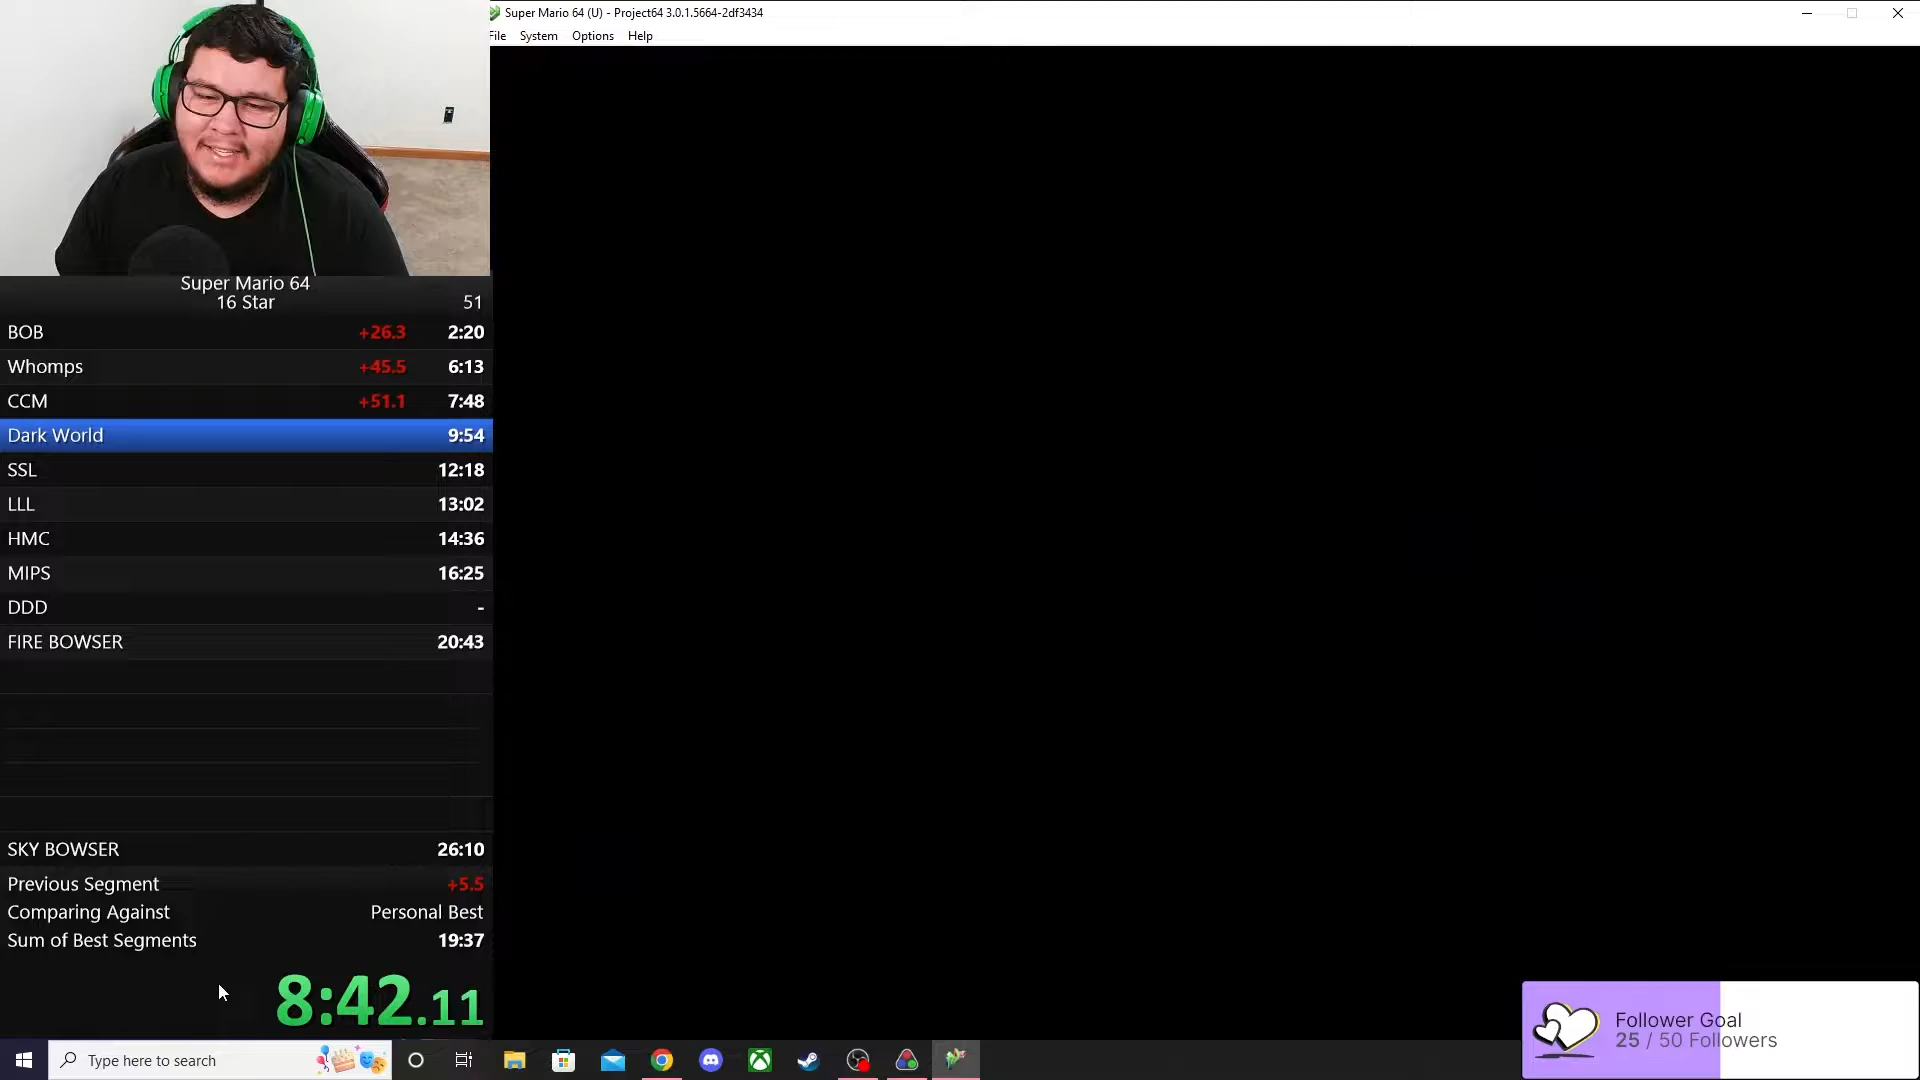 Super Mario 64 (U) - Project64 3.0.1.5664-2df3434
File System Options Help
Super Mario 64
16 Star 51
BOB +26.3 2:20
Whomps +45.5 6:13
CCM +51.1 7:48
Dark World 9:54
SSL 12:18
LLL 13:02
HMC 14:36
MIPS 16:25
DDD -
FIRE BOWSER 20:43
SKY BOWSER 26:10
Previous Segment +5.5
Comparing Against Personal Best
Sum of Best Segments 19:37
8:42.11
Follower Goal
25 / 50 Followers
Type here to search